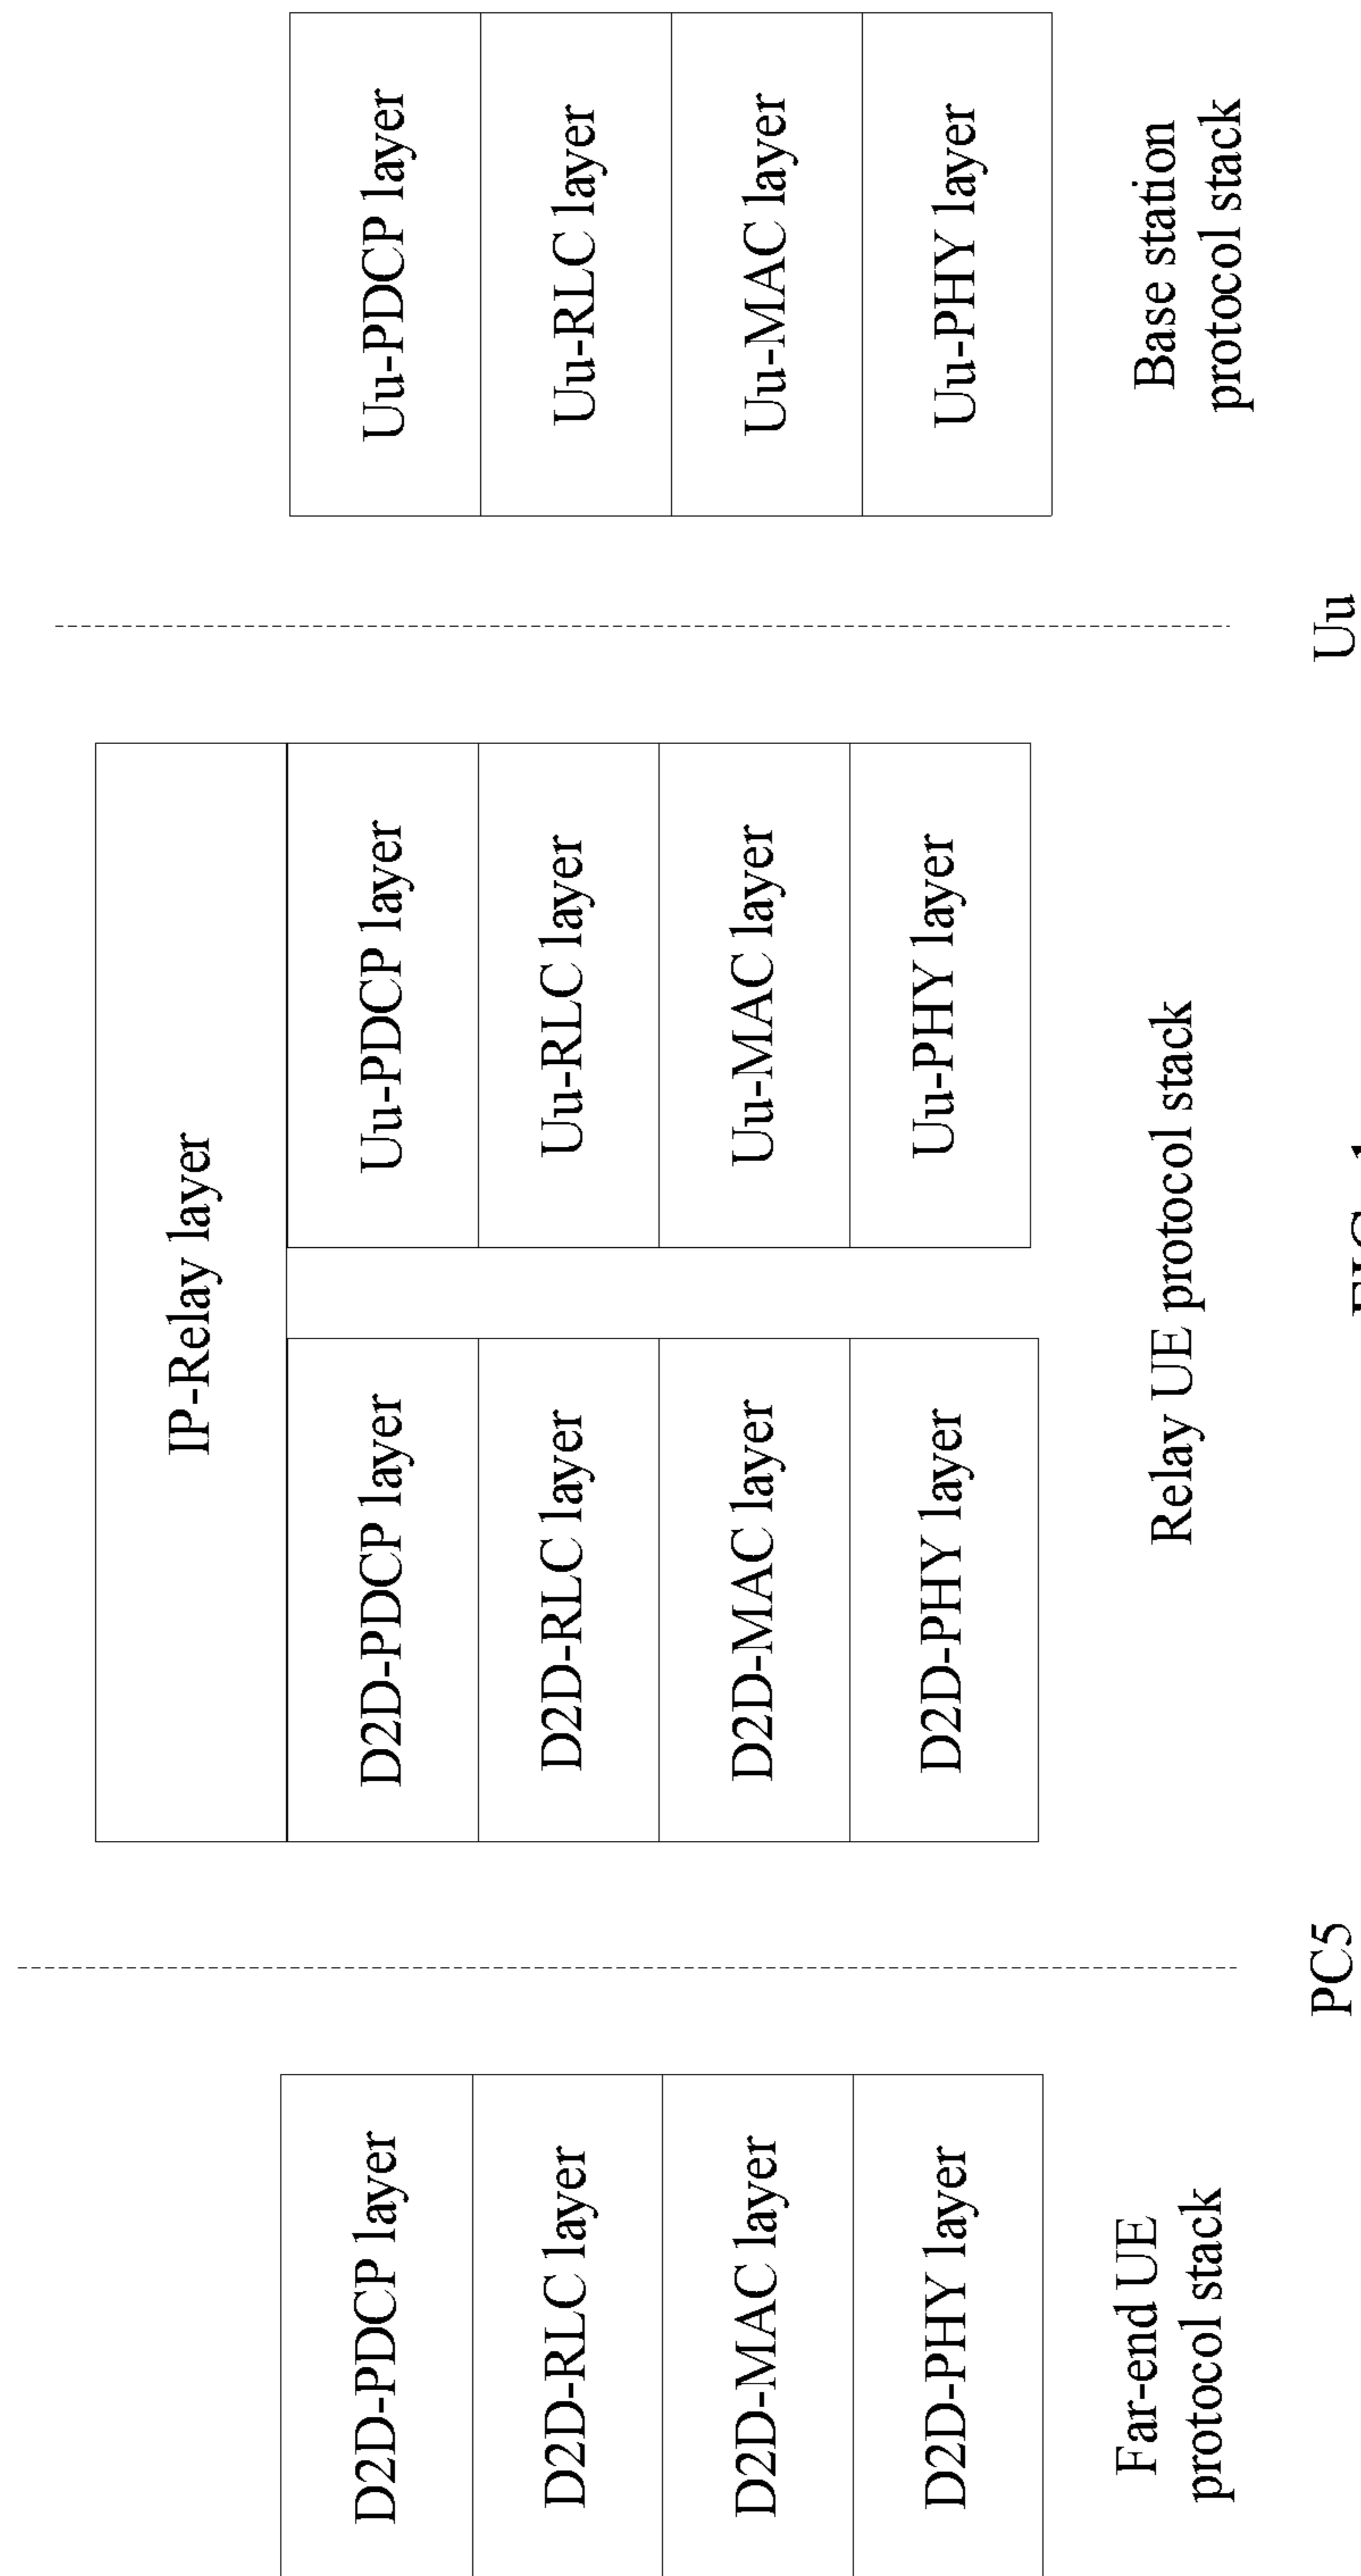 IP-Relay layer
D2D-PDCP layer
D2D-RLC layer
D2D-MAC layer
D2D-PHY layer
Far-end UE
protocol stack
PC5
D2D-PDCP layer
D2D-RLC layer
D2D-MAC layer
D2D-PHY layer
Uu-PDCP layer
Uu-RLC layer
Uu-MAC layer
Uu-PHY layer
Relay UE protocol stack
Uu
Uu-PDCP layer
Uu-RLC layer
Uu-MAC layer
Uu-PHY layer
Base station
protocol stack